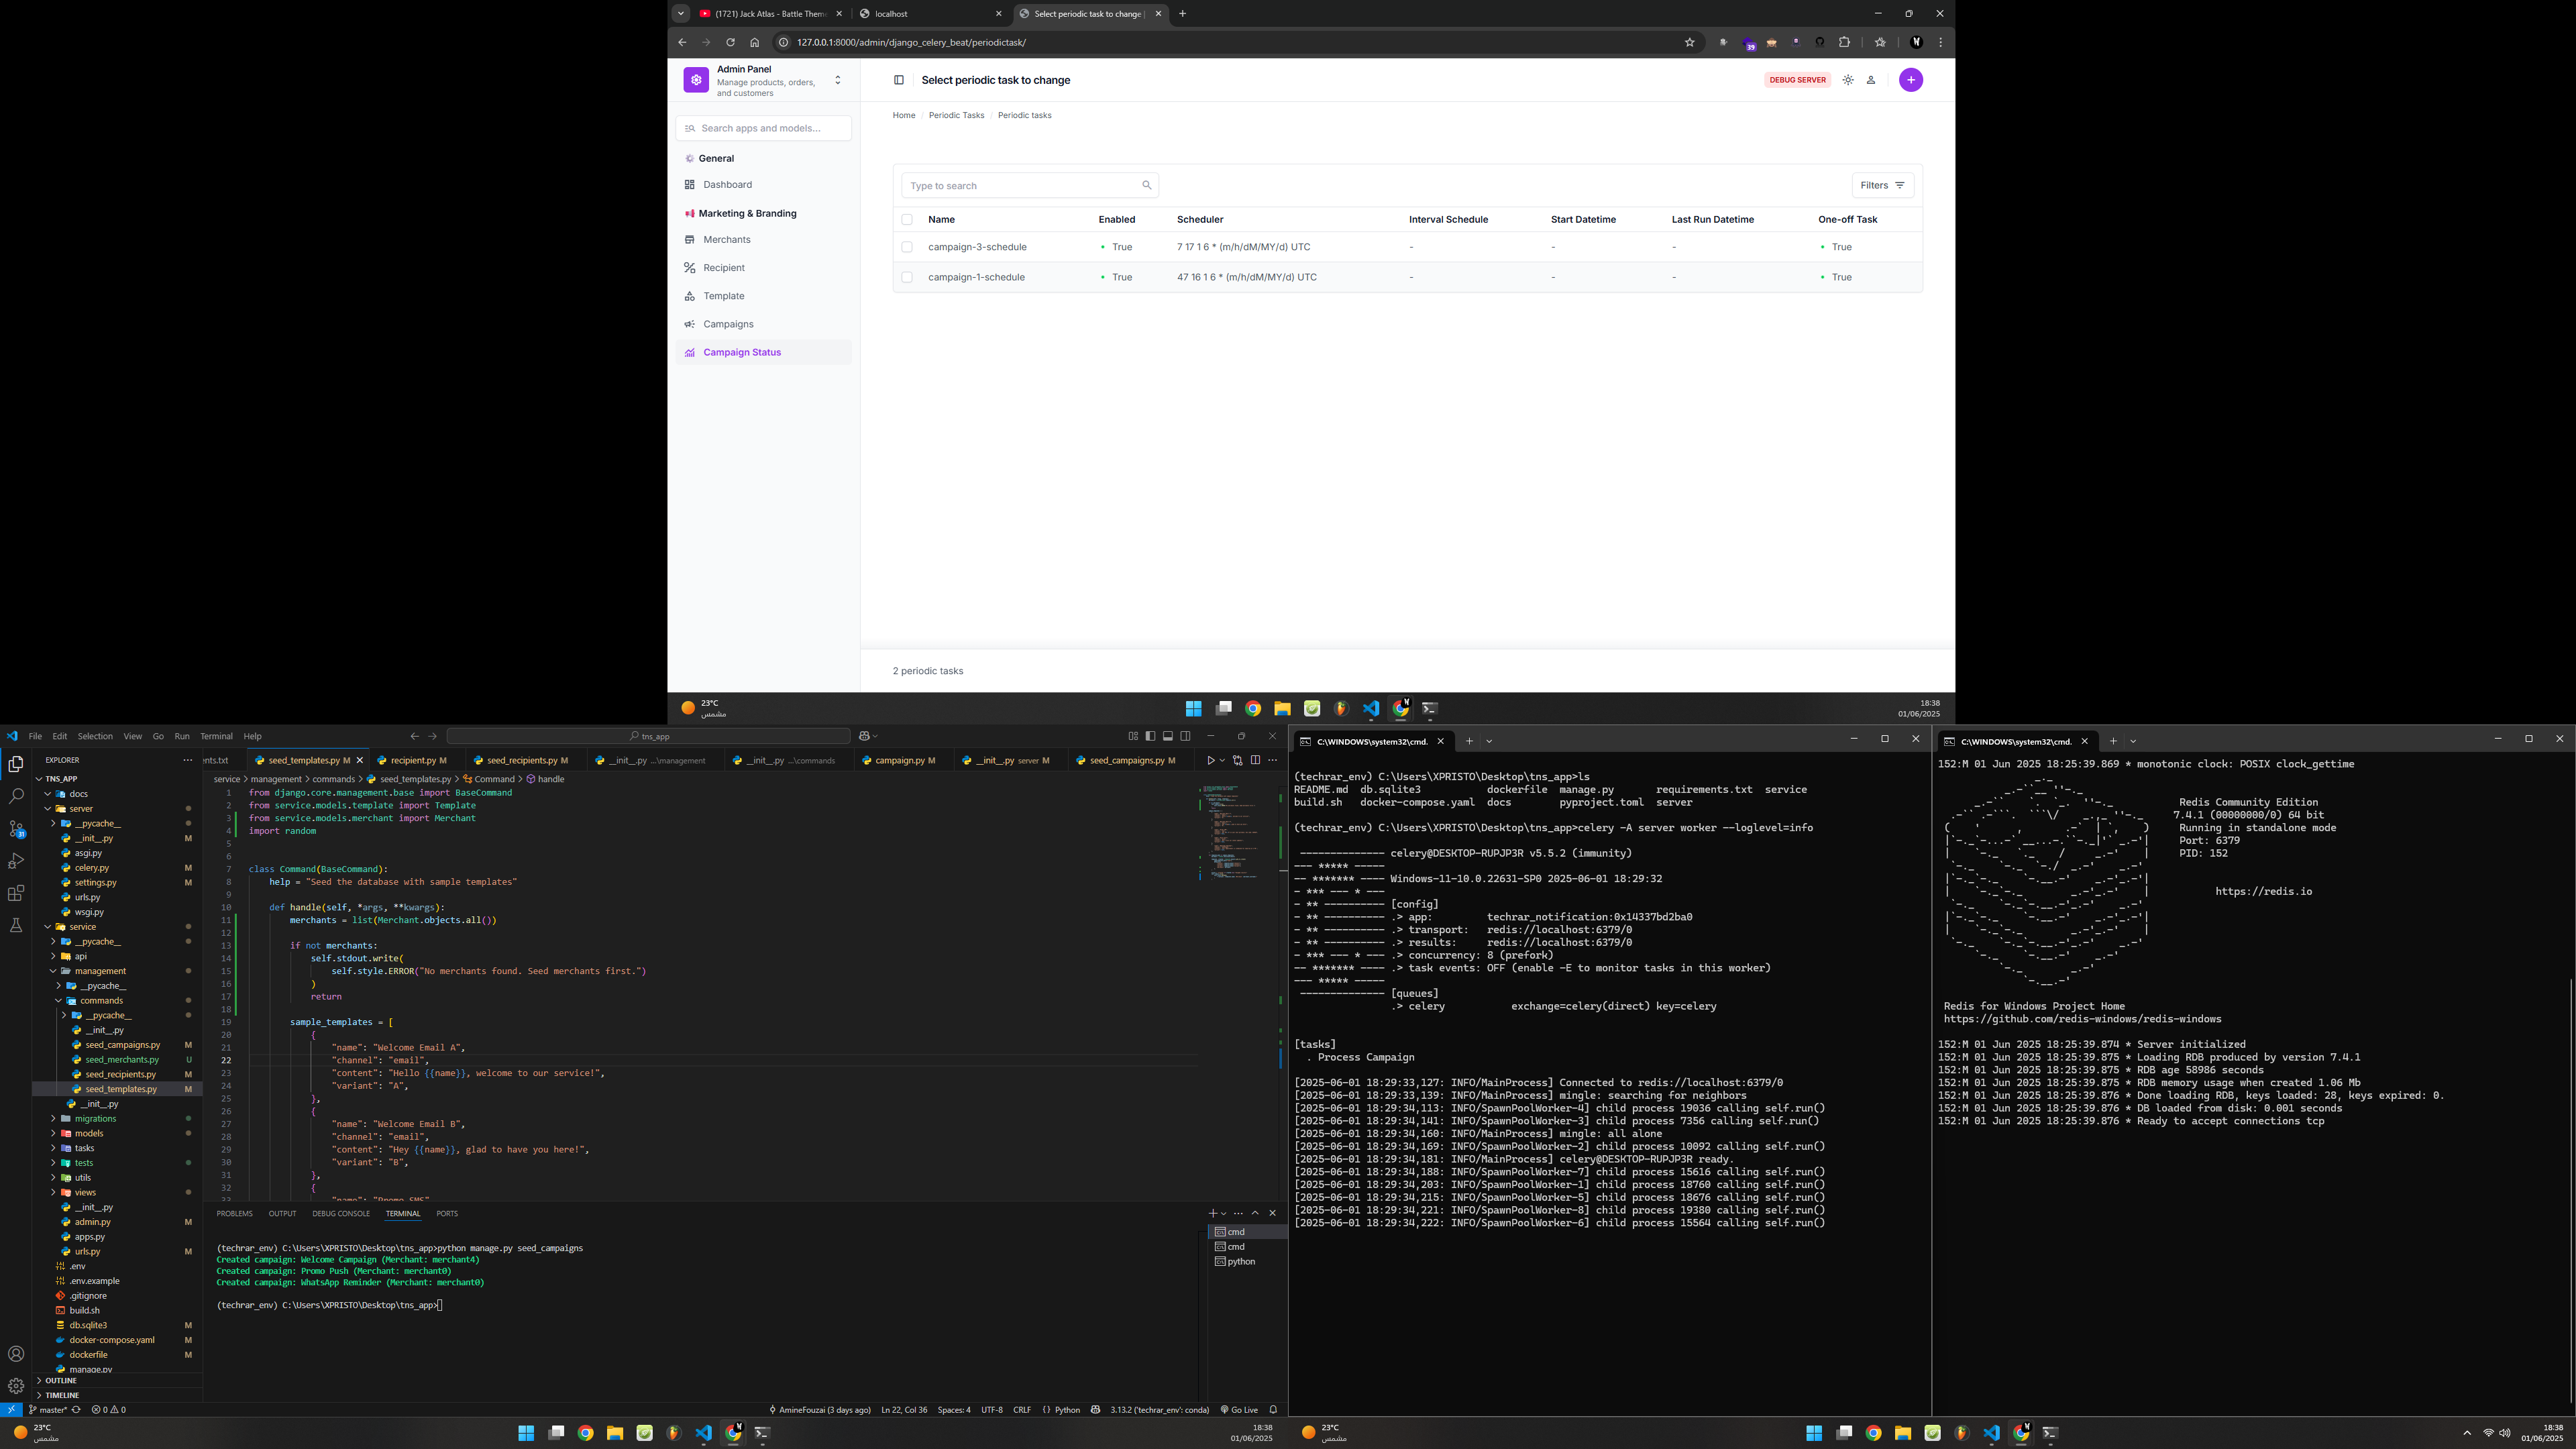 (1721) Jack Atlas - Battle Them
localhost
Select periodic task to change |
127.0.0.1:8000/admin/django_celery_beat/periodictask/
39
Admin Panel
Manage products, orders,
and customers
Select periodic task to change
DEBUG SERVER
Home / Periodic Tasks / Periodic tasks
Search apps and models...
General
Dashboard
Marketing & Branding
Merchants
Recipient
Template
Campaigns
Campaign Status
Type to search
Filters
Name Enabled Scheduler Interval Schedule Start Datetime Last Run Datetime One-off Task
campaign-3-schedule True 7 17 1 6 * (m/h/dM/MY/d) UTC - - - True
campaign-1-schedule True 47 16 1 6 * (m/h/dM/MY/d) UTC - - - True
2 periodic tasks
23°C
مشمس
18:38
01/06/2025
File Edit Selection View Go Run Terminal Help
tns_app
EXPLORER
TNS_APP
docs
server
__pycache__
__init__.py M
asgi.py
celery.py M
settings.py M
urls.py
wsgi.py
service
__pycache__
api
management
__pycache__
commands
__pycache__
__init__.py
seed_campaigns.py M
seed_merchants.py U
seed_recipients.py M
seed_templates.py M
__init__.py
migrations
models
tasks
tests
utils
views
__init__.py
admin.py M
apps.py
urls.py M
.env
.env.example
.gitignore
build.sh
db.sqlite3 M
docker-compose.yaml M
dockerfile M
manage.py
OUTLINE
TIMELINE
31
ents.txt seed_templates.py M recipient.py M seed_recipients.py M __init__.py ...\management __init__.py ...\commands campaign.py M __init__.py server M seed_campaigns.py M
service > management > commands > seed_templates.py > Command > handle
1 from django.core.management.base import BaseCommand
2 from service.models.template import Template
3 from service.models.merchant import Merchant
4 import random
5
6
7 class Command(BaseCommand):
8 help = "Seed the database with sample templates"
9
10 def handle(self, *args, **kwargs):
11 merchants = list(Merchant.objects.all())
12
13 if not merchants:
14 self.stdout.write(
15 self.style.ERROR("No merchants found. Seed merchants first.")
16 )
17 return
18
19 sample_templates = [
20 {
21 "name": "Welcome Email A",
22 "channel": "email",
23 "content": "Hello {{name}}, welcome to our service!",
24 "variant": "A",
25 },
26 {
27 "name": "Welcome Email B",
28 "channel": "email",
29 "content": "Hey {{name}}, glad to have you here!",
30 "variant": "B",
31 },
32 {
33 "name": "Promo SMS"
PROBLEMS OUTPUT DEBUG CONSOLE TERMINAL PORTS
cmd
cmd
python
(techrar_env) C:\Users\XPRISTO\Desktop\tns_app>python manage.py seed_campaigns
Created campaign: Welcome Campaign (Merchant: merchant4)
Created campaign: Promo Push (Merchant: merchant0)
Created campaign: WhatsApp Reminder (Merchant: merchant0)
(techrar_env) C:\Users\XPRISTO\Desktop\tns_app>
master* 0 0 AmineFouzai (3 days ago) Ln 22, Col 36 Spaces: 4 UTF-8 CRLF {} Python 3.13.2 ('techrar_env': conda) Go Live
23°C
مشمس
18:38
01/06/2025
C:\WINDOWS\system32\cmd.
(techrar_env) C:\Users\XPRISTO\Desktop\tns_app>ls
README.md db.sqlite3 dockerfile manage.py requirements.txt service
build.sh docker-compose.yaml docs pyproject.toml server
(techrar_env) C:\Users\XPRISTO\Desktop\tns_app>celery -A server worker --loglevel=info
-------------- celery@DESKTOP-RUPJP3R v5.5.2 (immunity)
--- ***** -----
-- ******* ---- Windows-11-10.0.22631-SP0 2025-06-01 18:29:32
- *** --- * ---
- ** ---------- [config]
- ** ---------- .> app: techrar_notification:0x14337bd2ba0
- ** ---------- .> transport: redis://localhost:6379/0
- ** ---------- .> results: redis://localhost:6379/0
- *** --- * --- .> concurrency: 8 (prefork)
-- ******* ---- .> task events: OFF (enable -E to monitor tasks in this worker)
--- ***** -----
-------------- [queues]
.> celery exchange=celery(direct) key=celery
[tasks]
. Process Campaign
[2025-06-01 18:29:33,127: INFO/MainProcess] Connected to redis://localhost:6379/0
[2025-06-01 18:29:33,139: INFO/MainProcess] mingle: searching for neighbors
[2025-06-01 18:29:34,113: INFO/SpawnPoolWorker-4] child process 19036 calling self.run()
[2025-06-01 18:29:34,141: INFO/SpawnPoolWorker-3] child process 7356 calling self.run()
[2025-06-01 18:29:34,160: INFO/MainProcess] mingle: all alone
[2025-06-01 18:29:34,169: INFO/SpawnPoolWorker-2] child process 10092 calling self.run()
[2025-06-01 18:29:34,181: INFO/MainProcess] celery@DESKTOP-RUPJP3R ready.
[2025-06-01 18:29:34,188: INFO/SpawnPoolWorker-7] child process 15616 calling self.run()
[2025-06-01 18:29:34,203: INFO/SpawnPoolWorker-1] child process 18760 calling self.run()
[2025-06-01 18:29:34,215: INFO/SpawnPoolWorker-5] child process 18676 calling self.run()
[2025-06-01 18:29:34,221: INFO/SpawnPoolWorker-8] child process 19380 calling self.run()
[2025-06-01 18:29:34,222: INFO/SpawnPoolWorker-6] child process 15564 calling self.run()
C:\WINDOWS\system32\cmd.
152:M 01 Jun 2025 18:25:39.869 * monotonic clock: POSIX clock_gettime
Redis Community Edition
7.4.1 (00000000/0) 64 bit
Running in standalone mode
Port: 6379
PID: 152
https://redis.io
Redis for Windows Project Home
https://github.com/redis-windows/redis-windows
152:M 01 Jun 2025 18:25:39.874 * Server initialized
152:M 01 Jun 2025 18:25:39.875 * Loading RDB produced by version 7.4.1
152:M 01 Jun 2025 18:25:39.875 * RDB age 58986 seconds
152:M 01 Jun 2025 18:25:39.875 * RDB memory usage when created 1.06 Mb
152:M 01 Jun 2025 18:25:39.876 * Done loading RDB, keys loaded: 28, keys expired: 0.
152:M 01 Jun 2025 18:25:39.876 * DB loaded from disk: 0.001 seconds
152:M 01 Jun 2025 18:25:39.876 * Ready to accept connections tcp
23°C
مشمس
18:38
01/06/2025